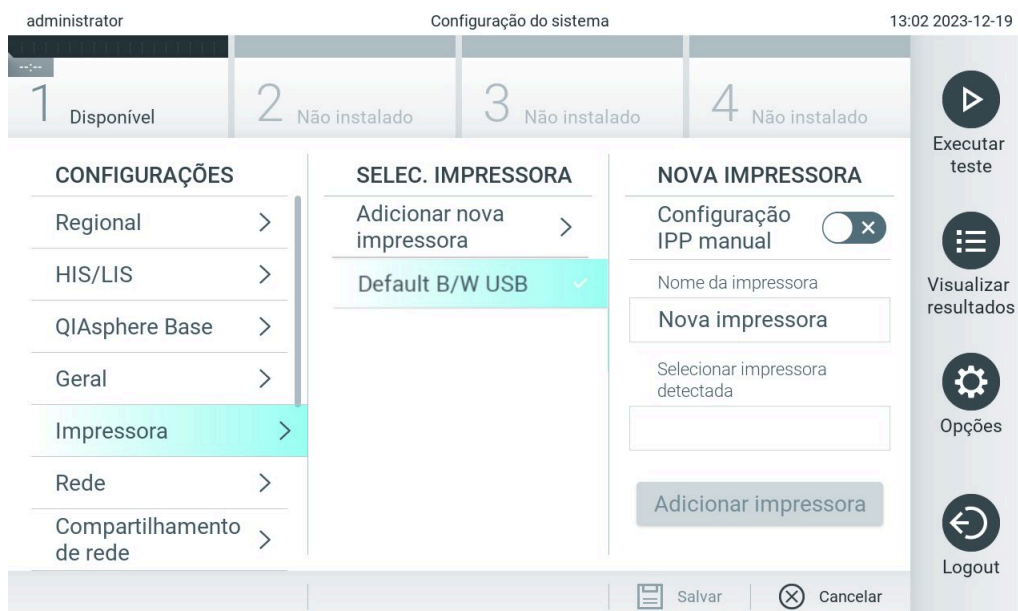 administrator
Configuração do sistema
13:02 2023-12-19
--:--
1 Disponível
2 Não instalado
3 Não instalado
4 Não instalado
CONFIGURAÇÕES
Regional
HIS/LIS
QIAsphere Base
Geral
Impressora
Rede
Compartilhamento
de rede
SELEC. IMPRESSORA
Adicionar nova
impressora
Default B/W USB
NOVA IMPRESSORA
Configuração
IPP manual
Nome da impressora
Nova impressora
Selecionar impressora
detectada
Adicionar impressora
Salvar
Cancelar
Executar
teste
Visualizar
resultados
Opções
Logout